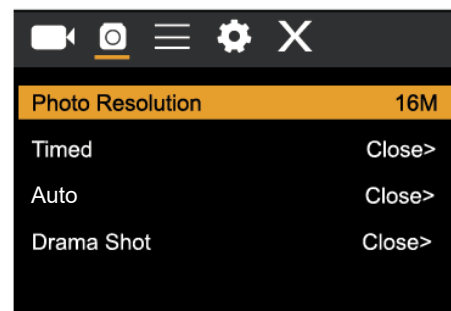 Photo Resolution 16M
Timed Close>
Auto Close>
Drama Shot Close>